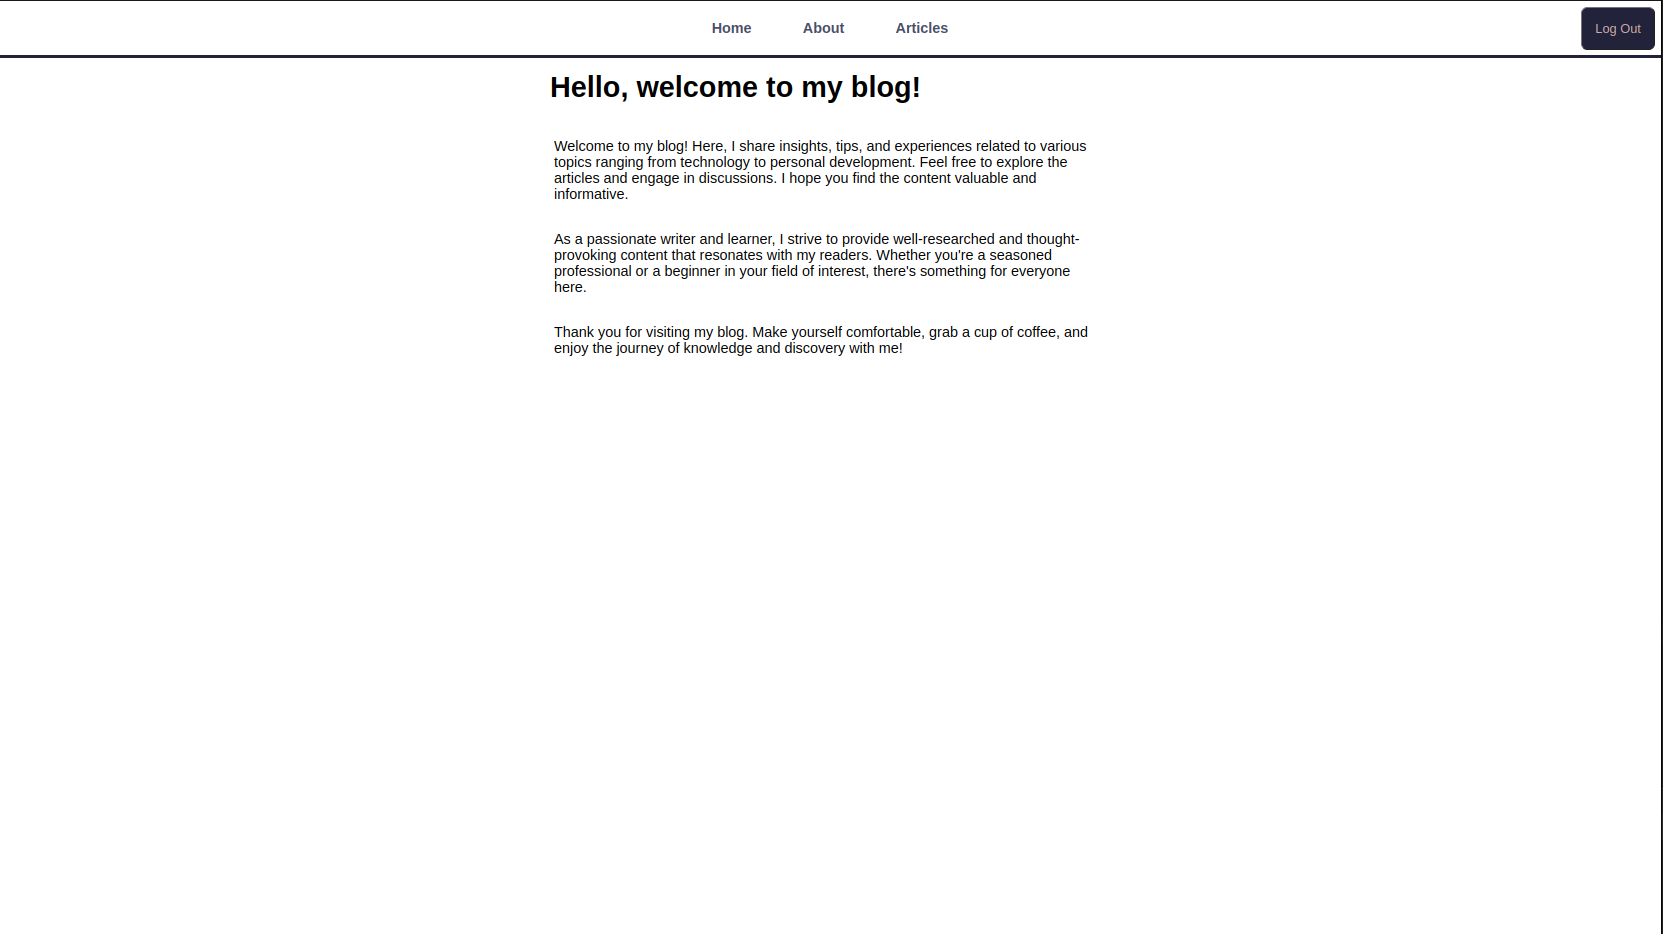 Home About Articles Log Out
Hello, welcome to my blog!
Welcome to my blog! Here, I share insights, tips, and experiences related to various
topics ranging from technology to personal development. Feel free to explore the
articles and engage in discussions. I hope you find the content valuable and
informative.
As a passionate writer and learner, I strive to provide well-researched and thought-
provoking content that resonates with my readers. Whether you're a seasoned
professional or a beginner in your field of interest, there's something for everyone
here.
Thank you for visiting my blog. Make yourself comfortable, grab a cup of coffee, and
enjoy the journey of knowledge and discovery with me!